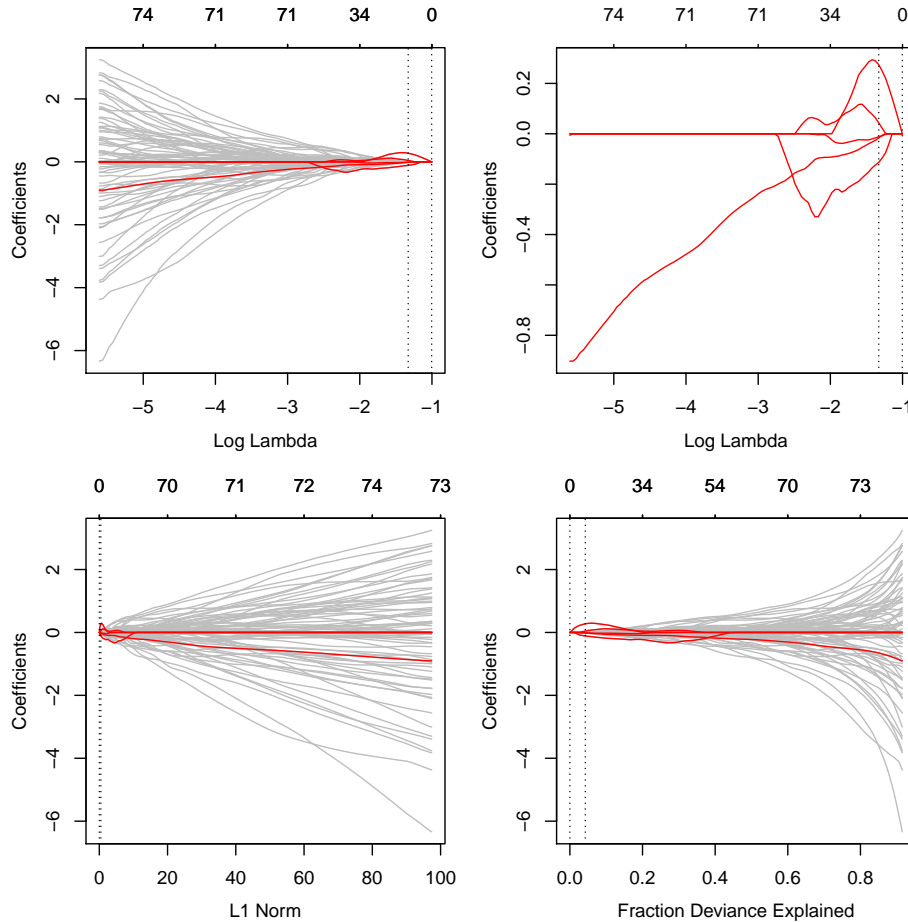 74 71 71 34 0
2
0
−2
−4
−6
Coefficients
−5 −4 −3 −2 −1
Log Lambda
74 71 71 34 0
0.2
0.0
−0.4
−0.8
Coefficients
−5 −4 −3 −2 −1
Log Lambda
0 70 71 72 74 73
2
0
−2
−4
−6
Coefficients
0 20 40 60 80 100
L1 Norm
0 34 54 70 73
2
0
−2
−4
−6
Coefficients
0.0 0.2 0.4 0.6 0.8
Fraction Deviance Explained